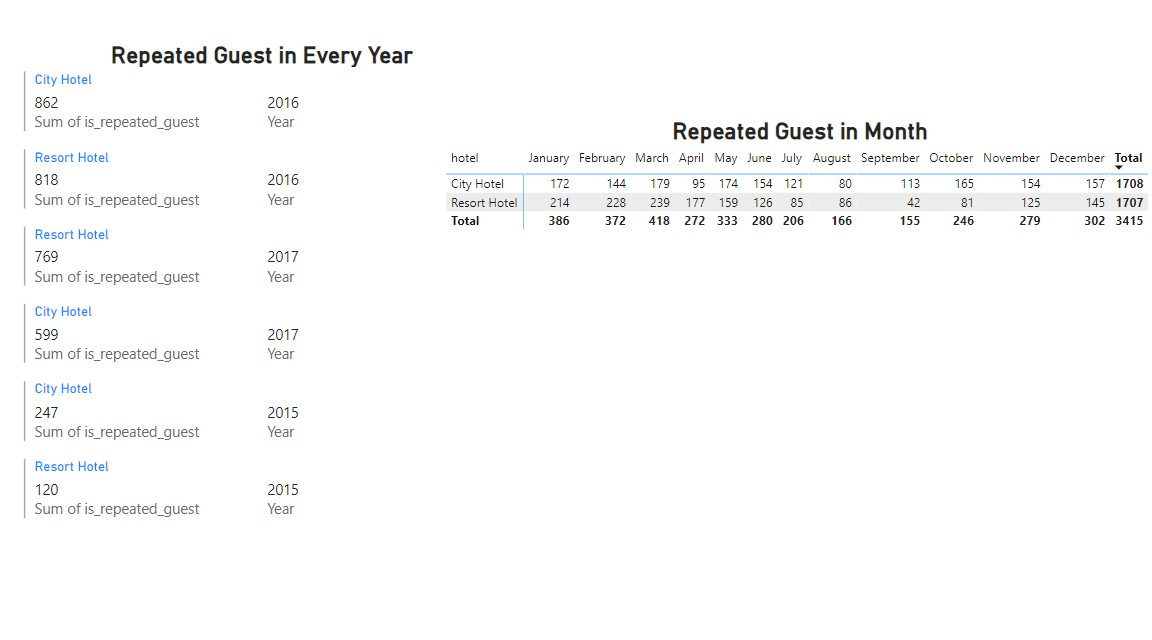 Repeated Guest in Every Year
City Hotel
862 2016
Sum of is_repeated_guest Year
Resort Hotel
818 2016
Sum of is_repeated_guest Year
Resort Hotel
769 2017
Sum of is_repeated_guest Year
City Hotel
599 2017
Sum of is_repeated_guest Year
City Hotel
247 2015
Sum of is_repeated_guest Year
Resort Hotel
120 2015
Sum of is_repeated_guest Year
Repeated Guest in Month
hotel January February March April May June July August September October November December Total
City Hotel 172 144 179 95 174 154 121 80 113 165 154 157 1708
Resort Hotel 214 228 239 177 159 126 85 86 42 81 125 145 1707
Total 386 372 418 272 333 280 206 166 155 246 279 302 3415